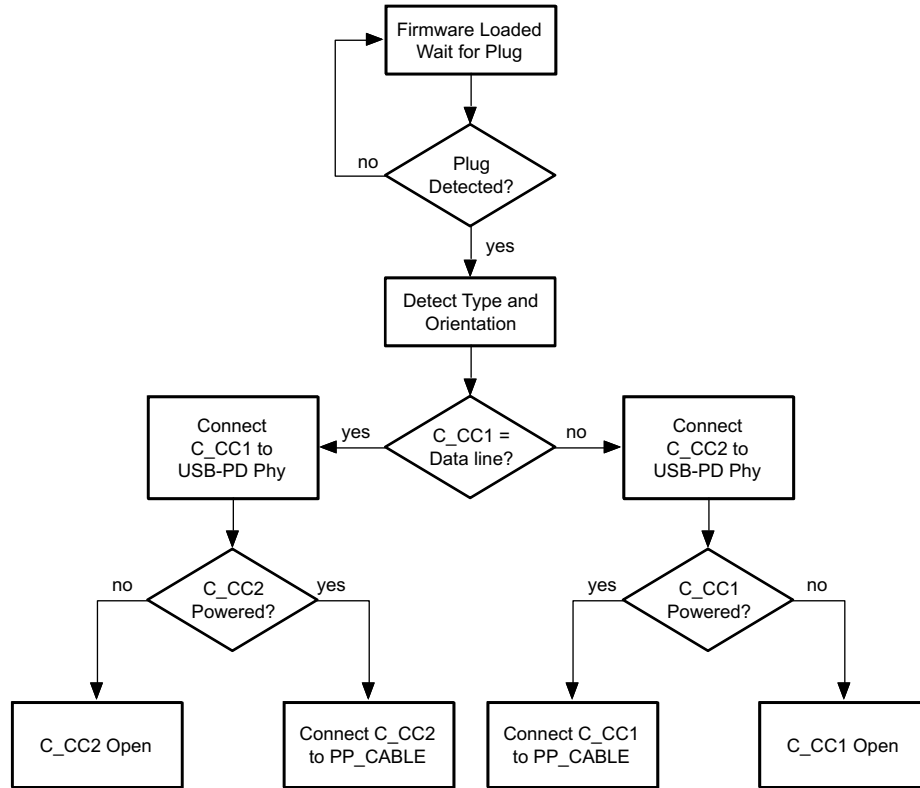 Firmware Loaded
Wait for Plug
no
Plug
Detected?
yes
Detect Type and
Orientation
Connect
C_CC1 to
USB-PD Phy
yes
C_CC1 =
Data line?
no
Connect
C_CC2 to
USB-PD Phy
no
C_CC2
Powered?
yes
yes
C_CC1
Powered?
no
C_CC2 Open
Connect C_CC2
to PP_CABLE
Connect C_CC1
to PP_CABLE
C_CC1 Open